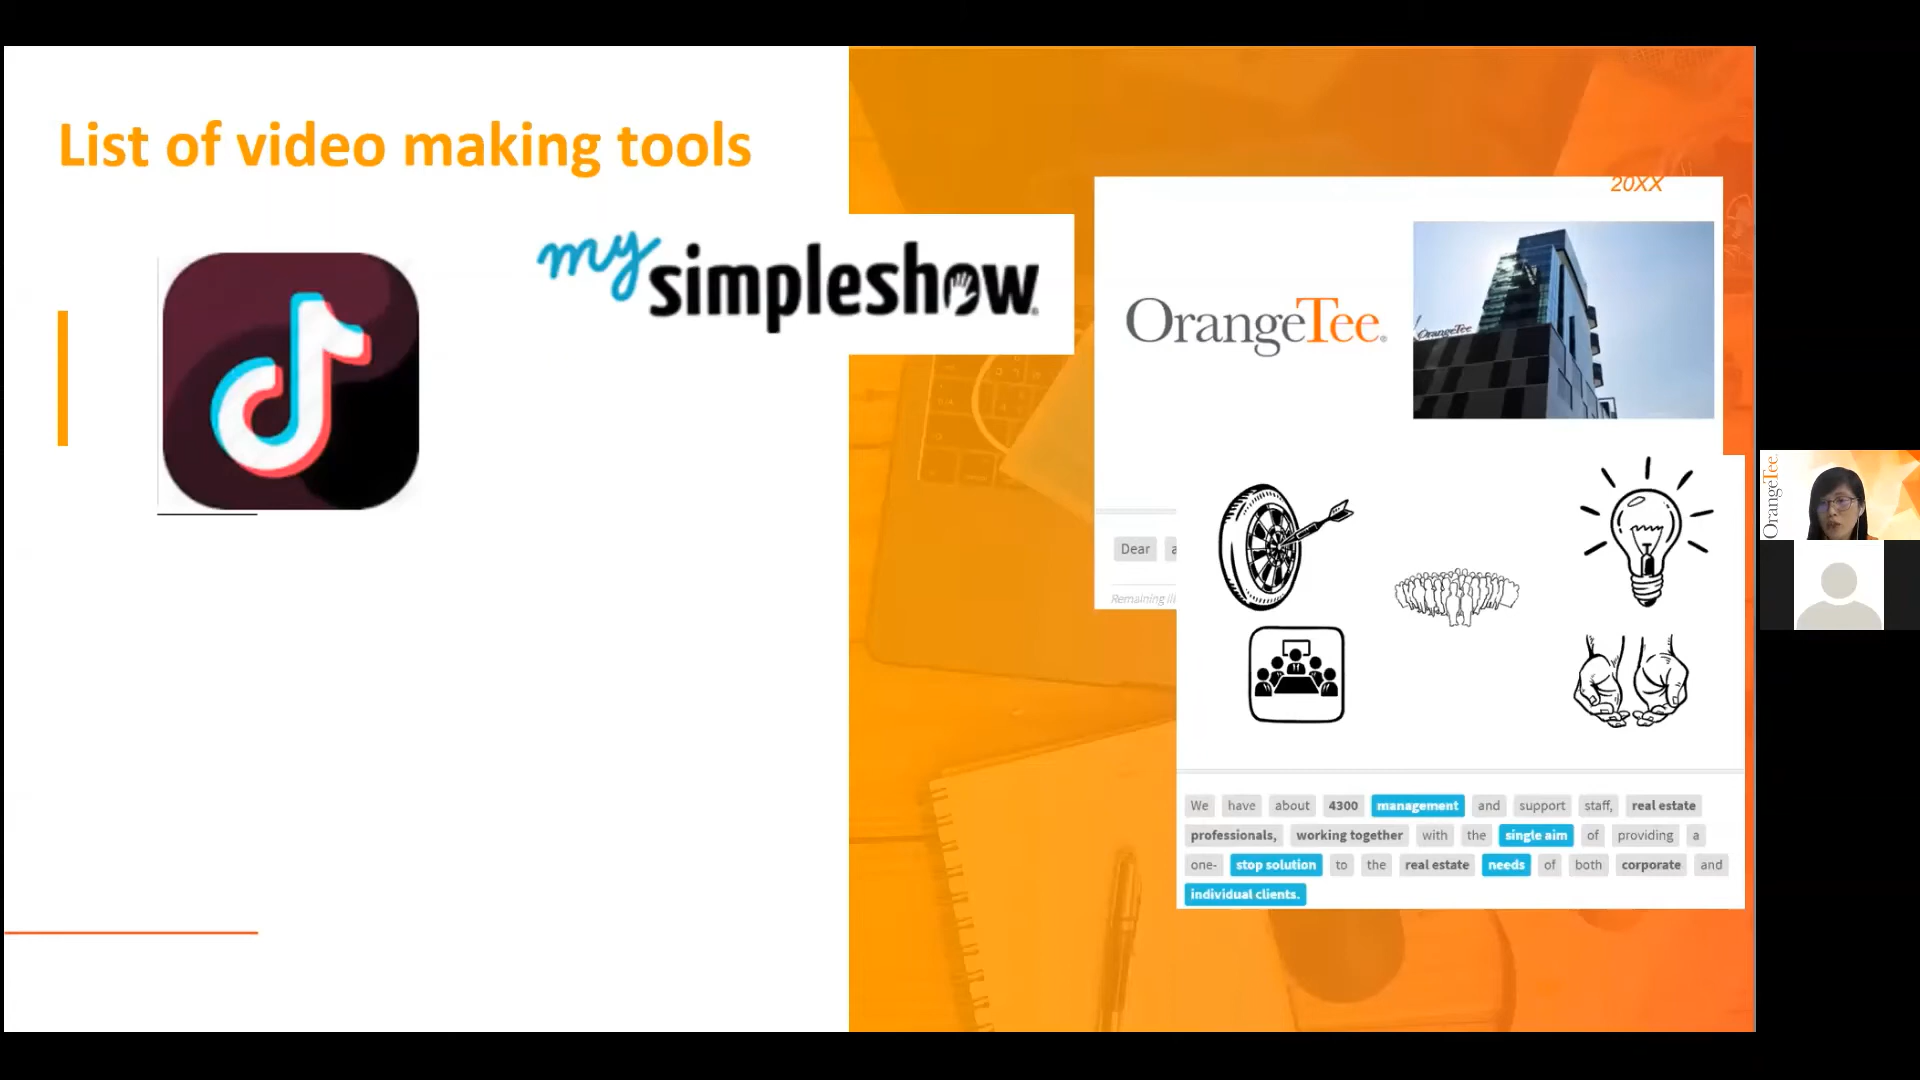 List of video making tools
my simpleshow
20XX
OrangeTee
OrangeTee
Dear
We have about 4300 management and support staff, real estate
professionals, working together with the single aim of providing a
one- stop solution to the real estate needs of both corporate and
individual clients.
Remaining
OrangeTee